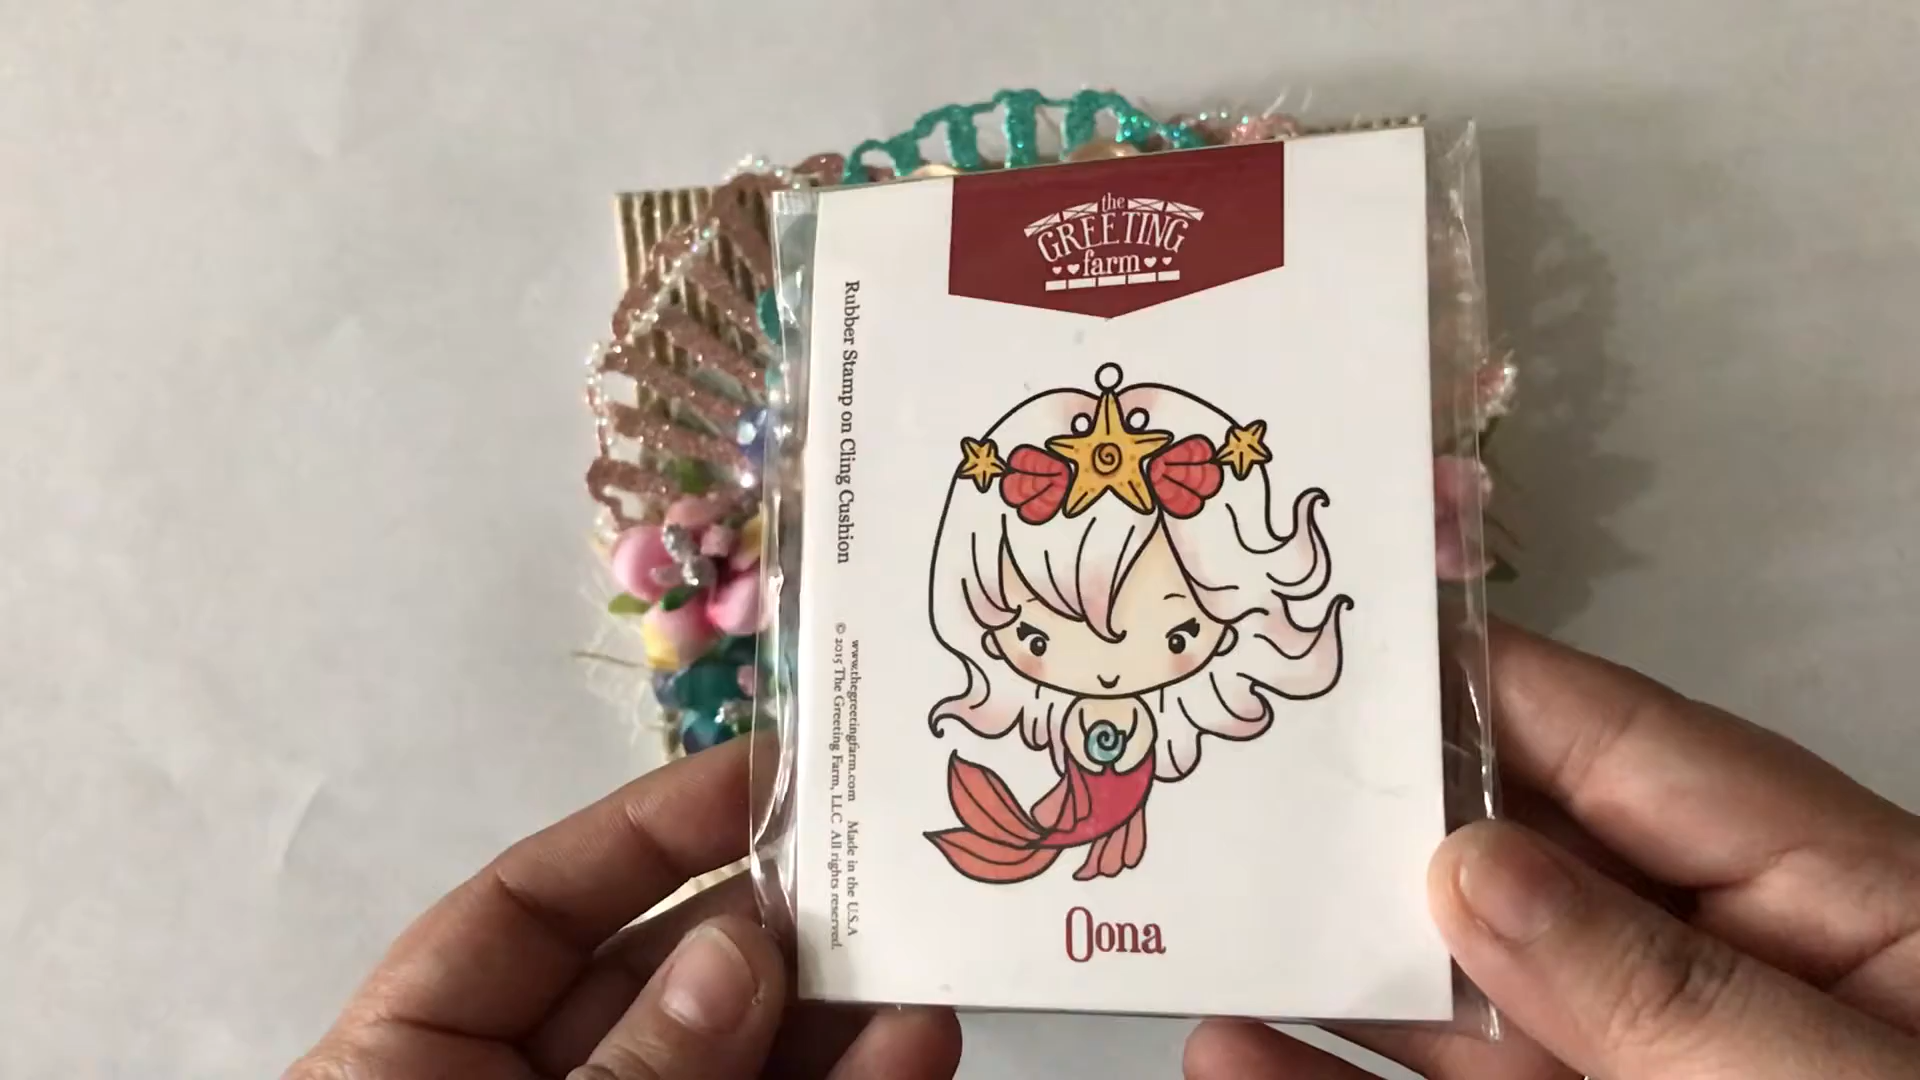 the
GREETING
farm
Rubber Stamp on Cling Cushion
www.thegreetingfarm.com Made in the U.S.A
© 2015 The Greeting Farm, LLC All rights reserved.
Oona